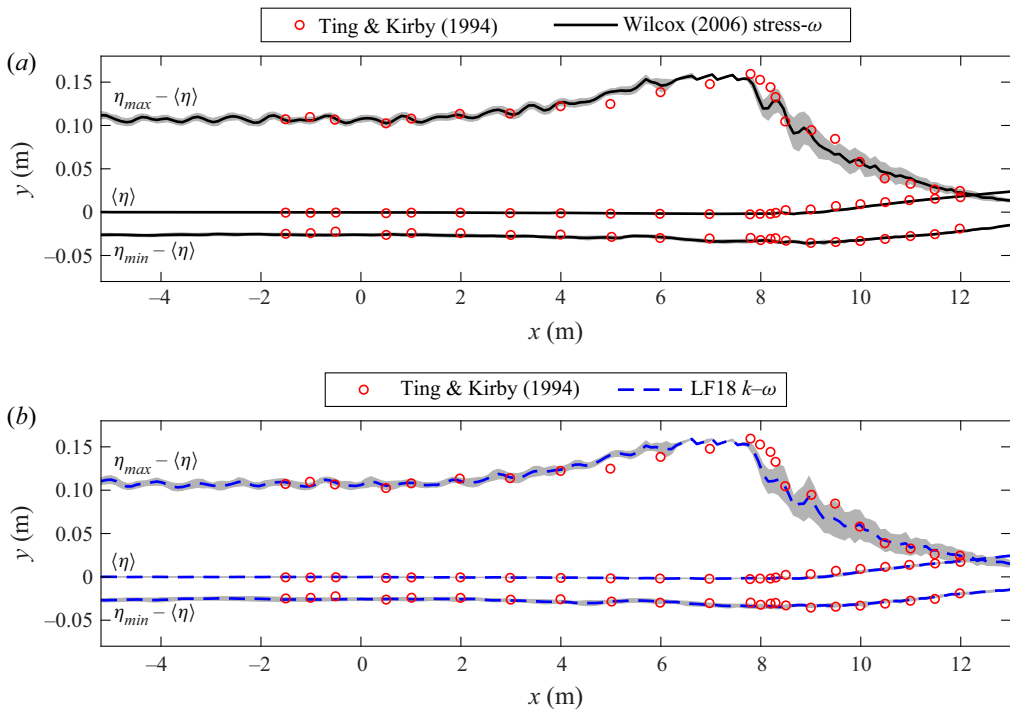 Ting & Kirby (1994) Wilcox (2006) stress-ω
(a)
0.15
0.10
0.05
0
–0.05
y (m)
η_max – ⟨η⟩
⟨η⟩
η_min – ⟨η⟩
–4 –2 0 2 4 6 8 10 12
x (m)
Ting & Kirby (1994) LF18 k–ω
(b)
0.15
0.10
0.05
0
–0.05
y (m)
η_max – ⟨η⟩
⟨η⟩
η_min – ⟨η⟩
–4 –2 0 2 4 6 8 10 12
x (m)